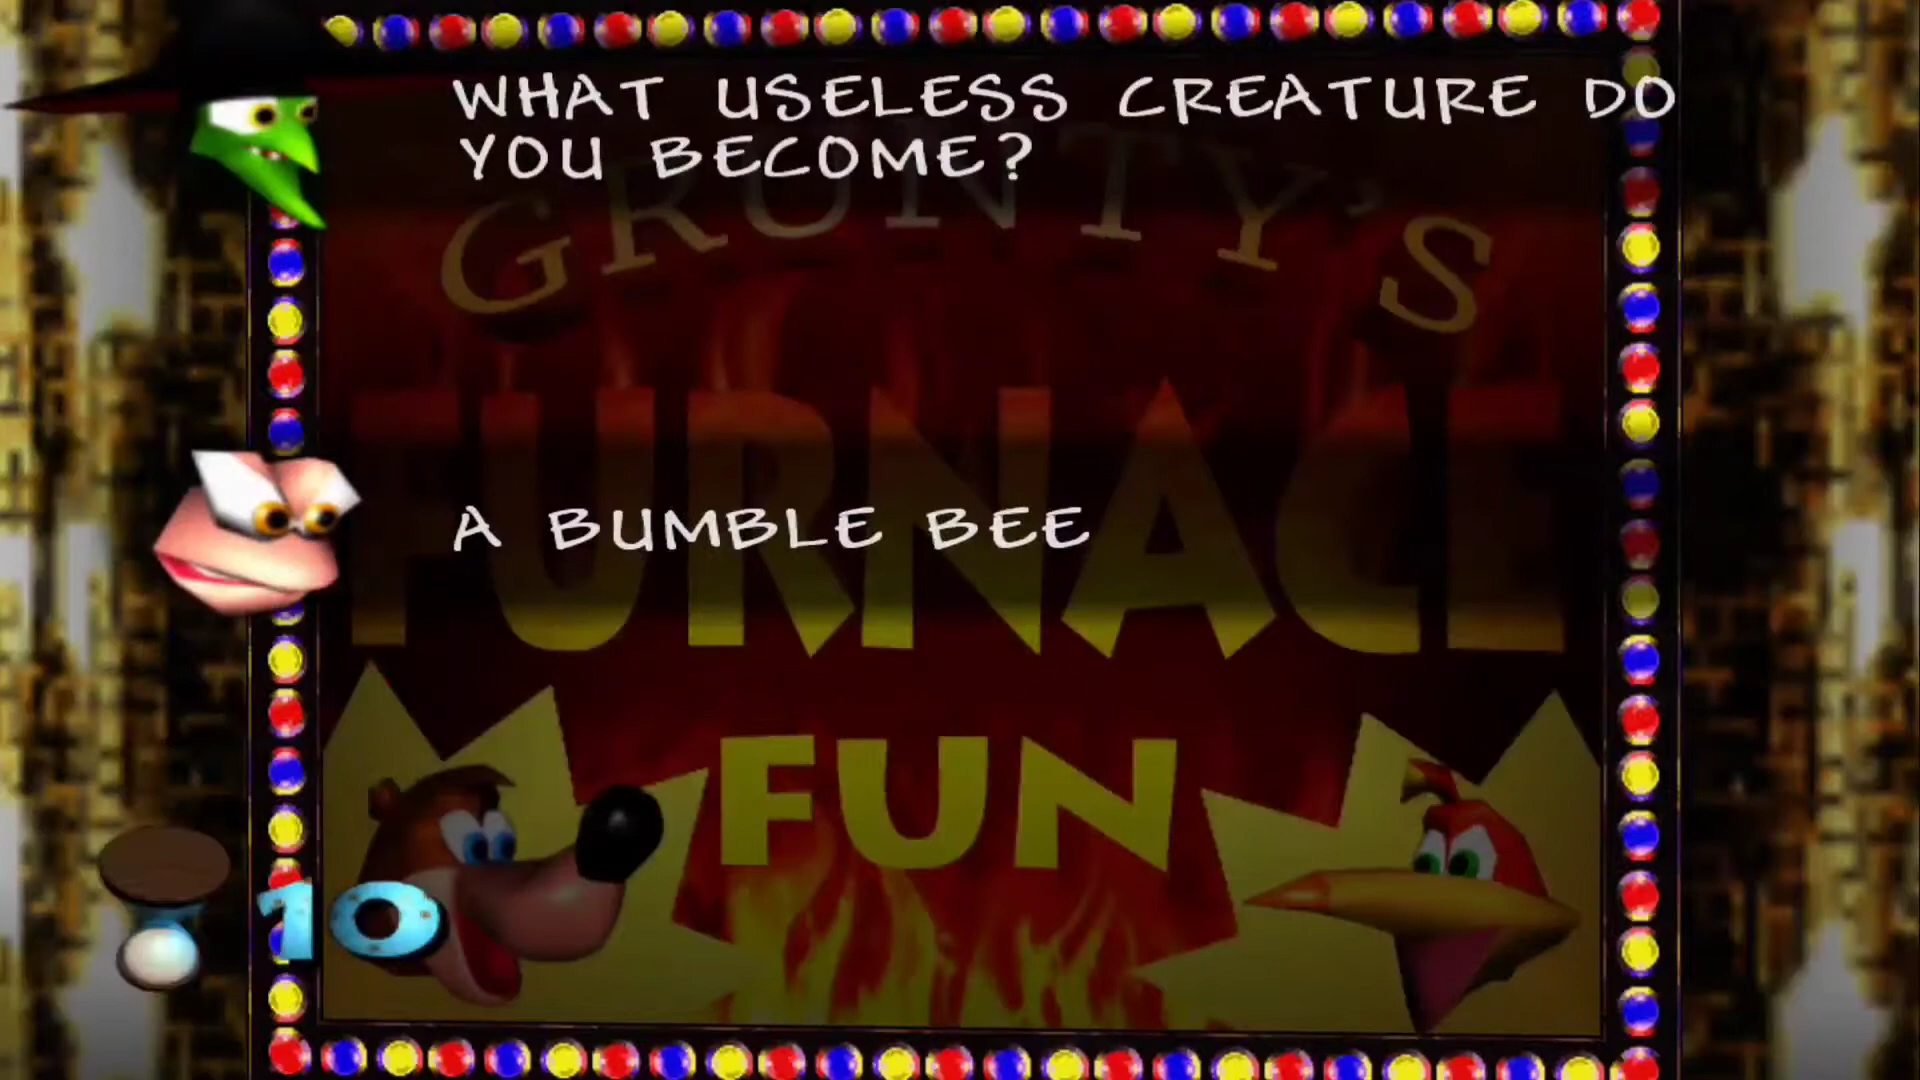 WHAT USELESS CREATURE DO
YOU BECOME?
GRUNTY'S
A BUMBLE BEE
FURNACE
FUN
10